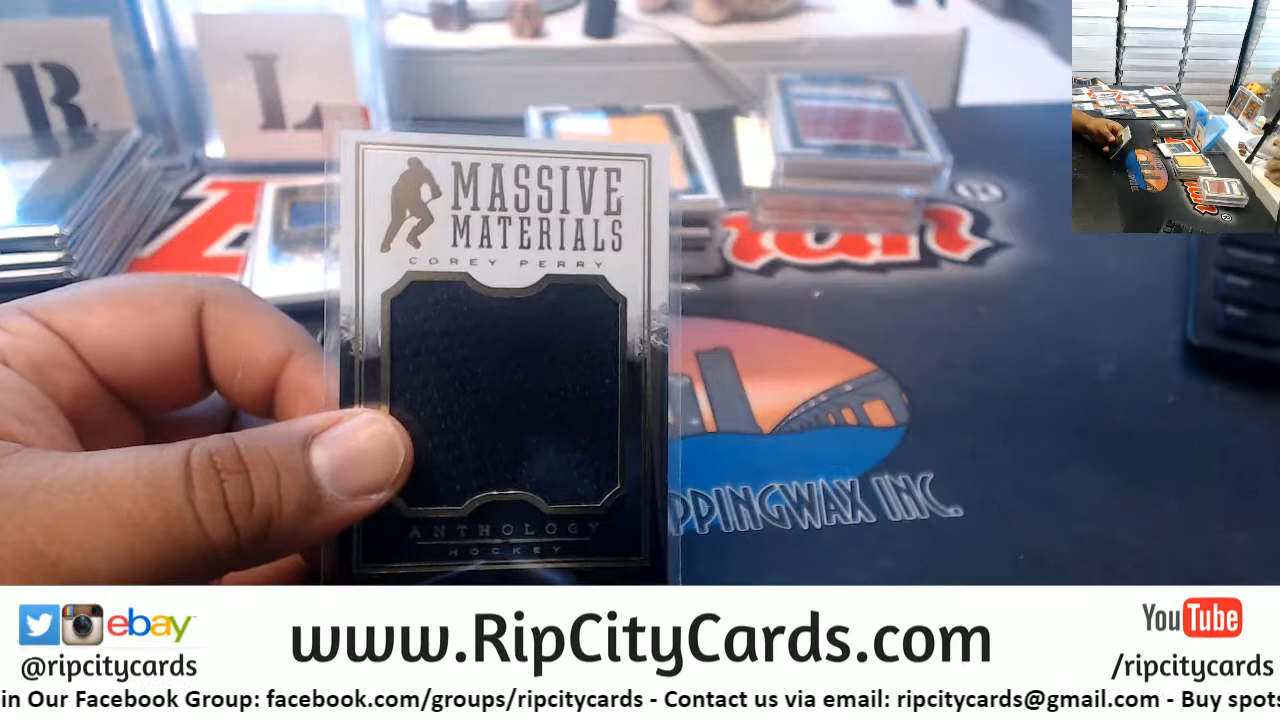 R
L
MASSIVE
MATERIALS
COREY PERRY
ANTHOLOGY
HOCKEY
PPINGWAX INC.
ebay
@ripcitycards
www.RipCityCards.com
YouTube
/ripcitycards
in Our Facebook Group: facebook.com/groups/ripcitycards - Contact us via email: ripcitycards@gmail.com - Buy spots